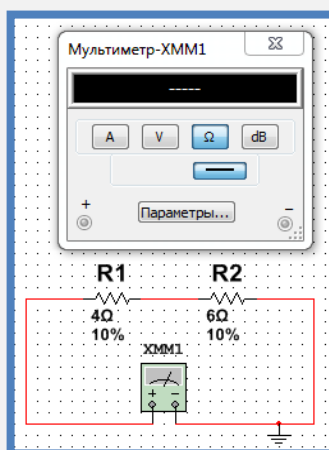 Мультиметр-XMM1
-----
A V Ω dB
+ –
Параметры...
R1 R2
4Ω 6Ω
10% 10%
XMM1
+ –